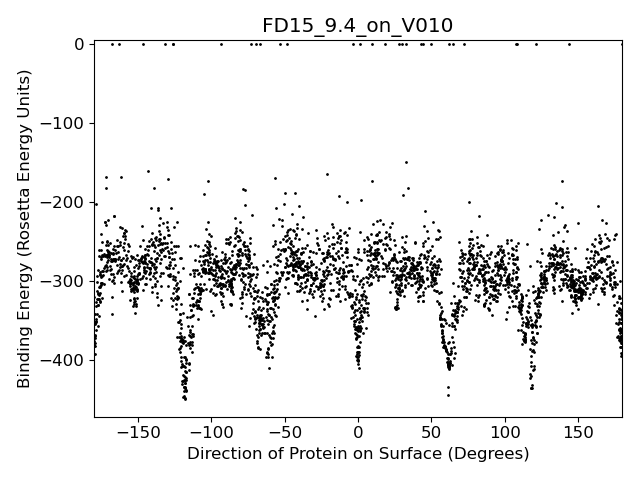 FD15_9.4_on_V010
Binding Energy (Rosetta Energy Units)
0
−100
−200
−300
−400
−150 −100 −50 0 50 100 150
Direction of Protein on Surface (Degrees)